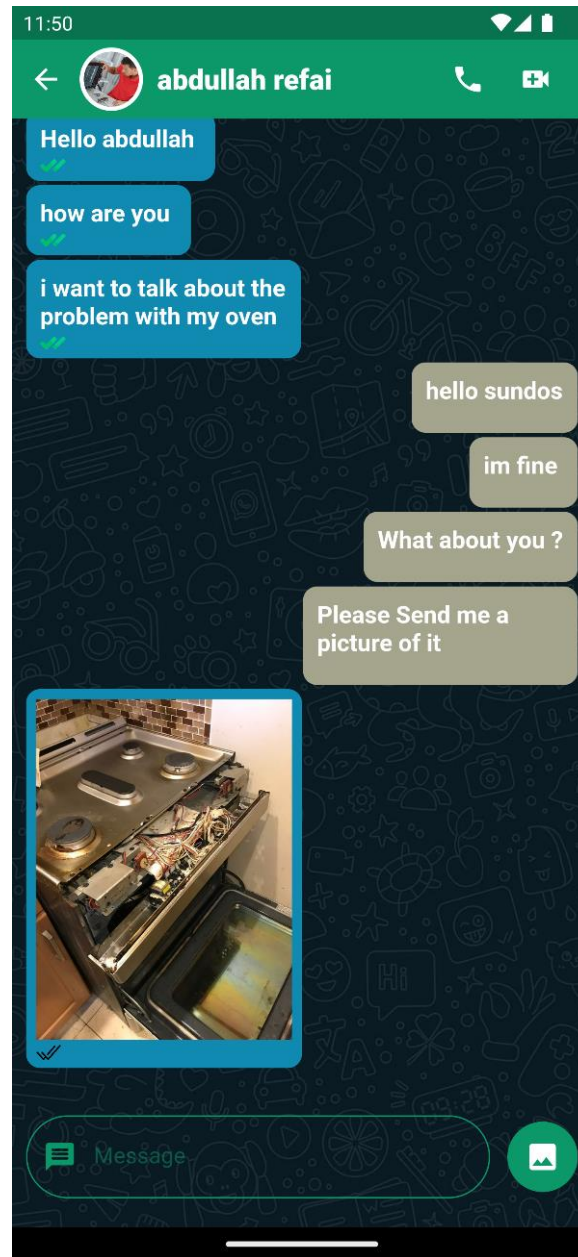 11:50
abdullah refai
Hello abdullah
how are you
i want to talk about the
problem with my oven
hello sundos
im fine
What about you ?
Please Send me a
picture of it
Message